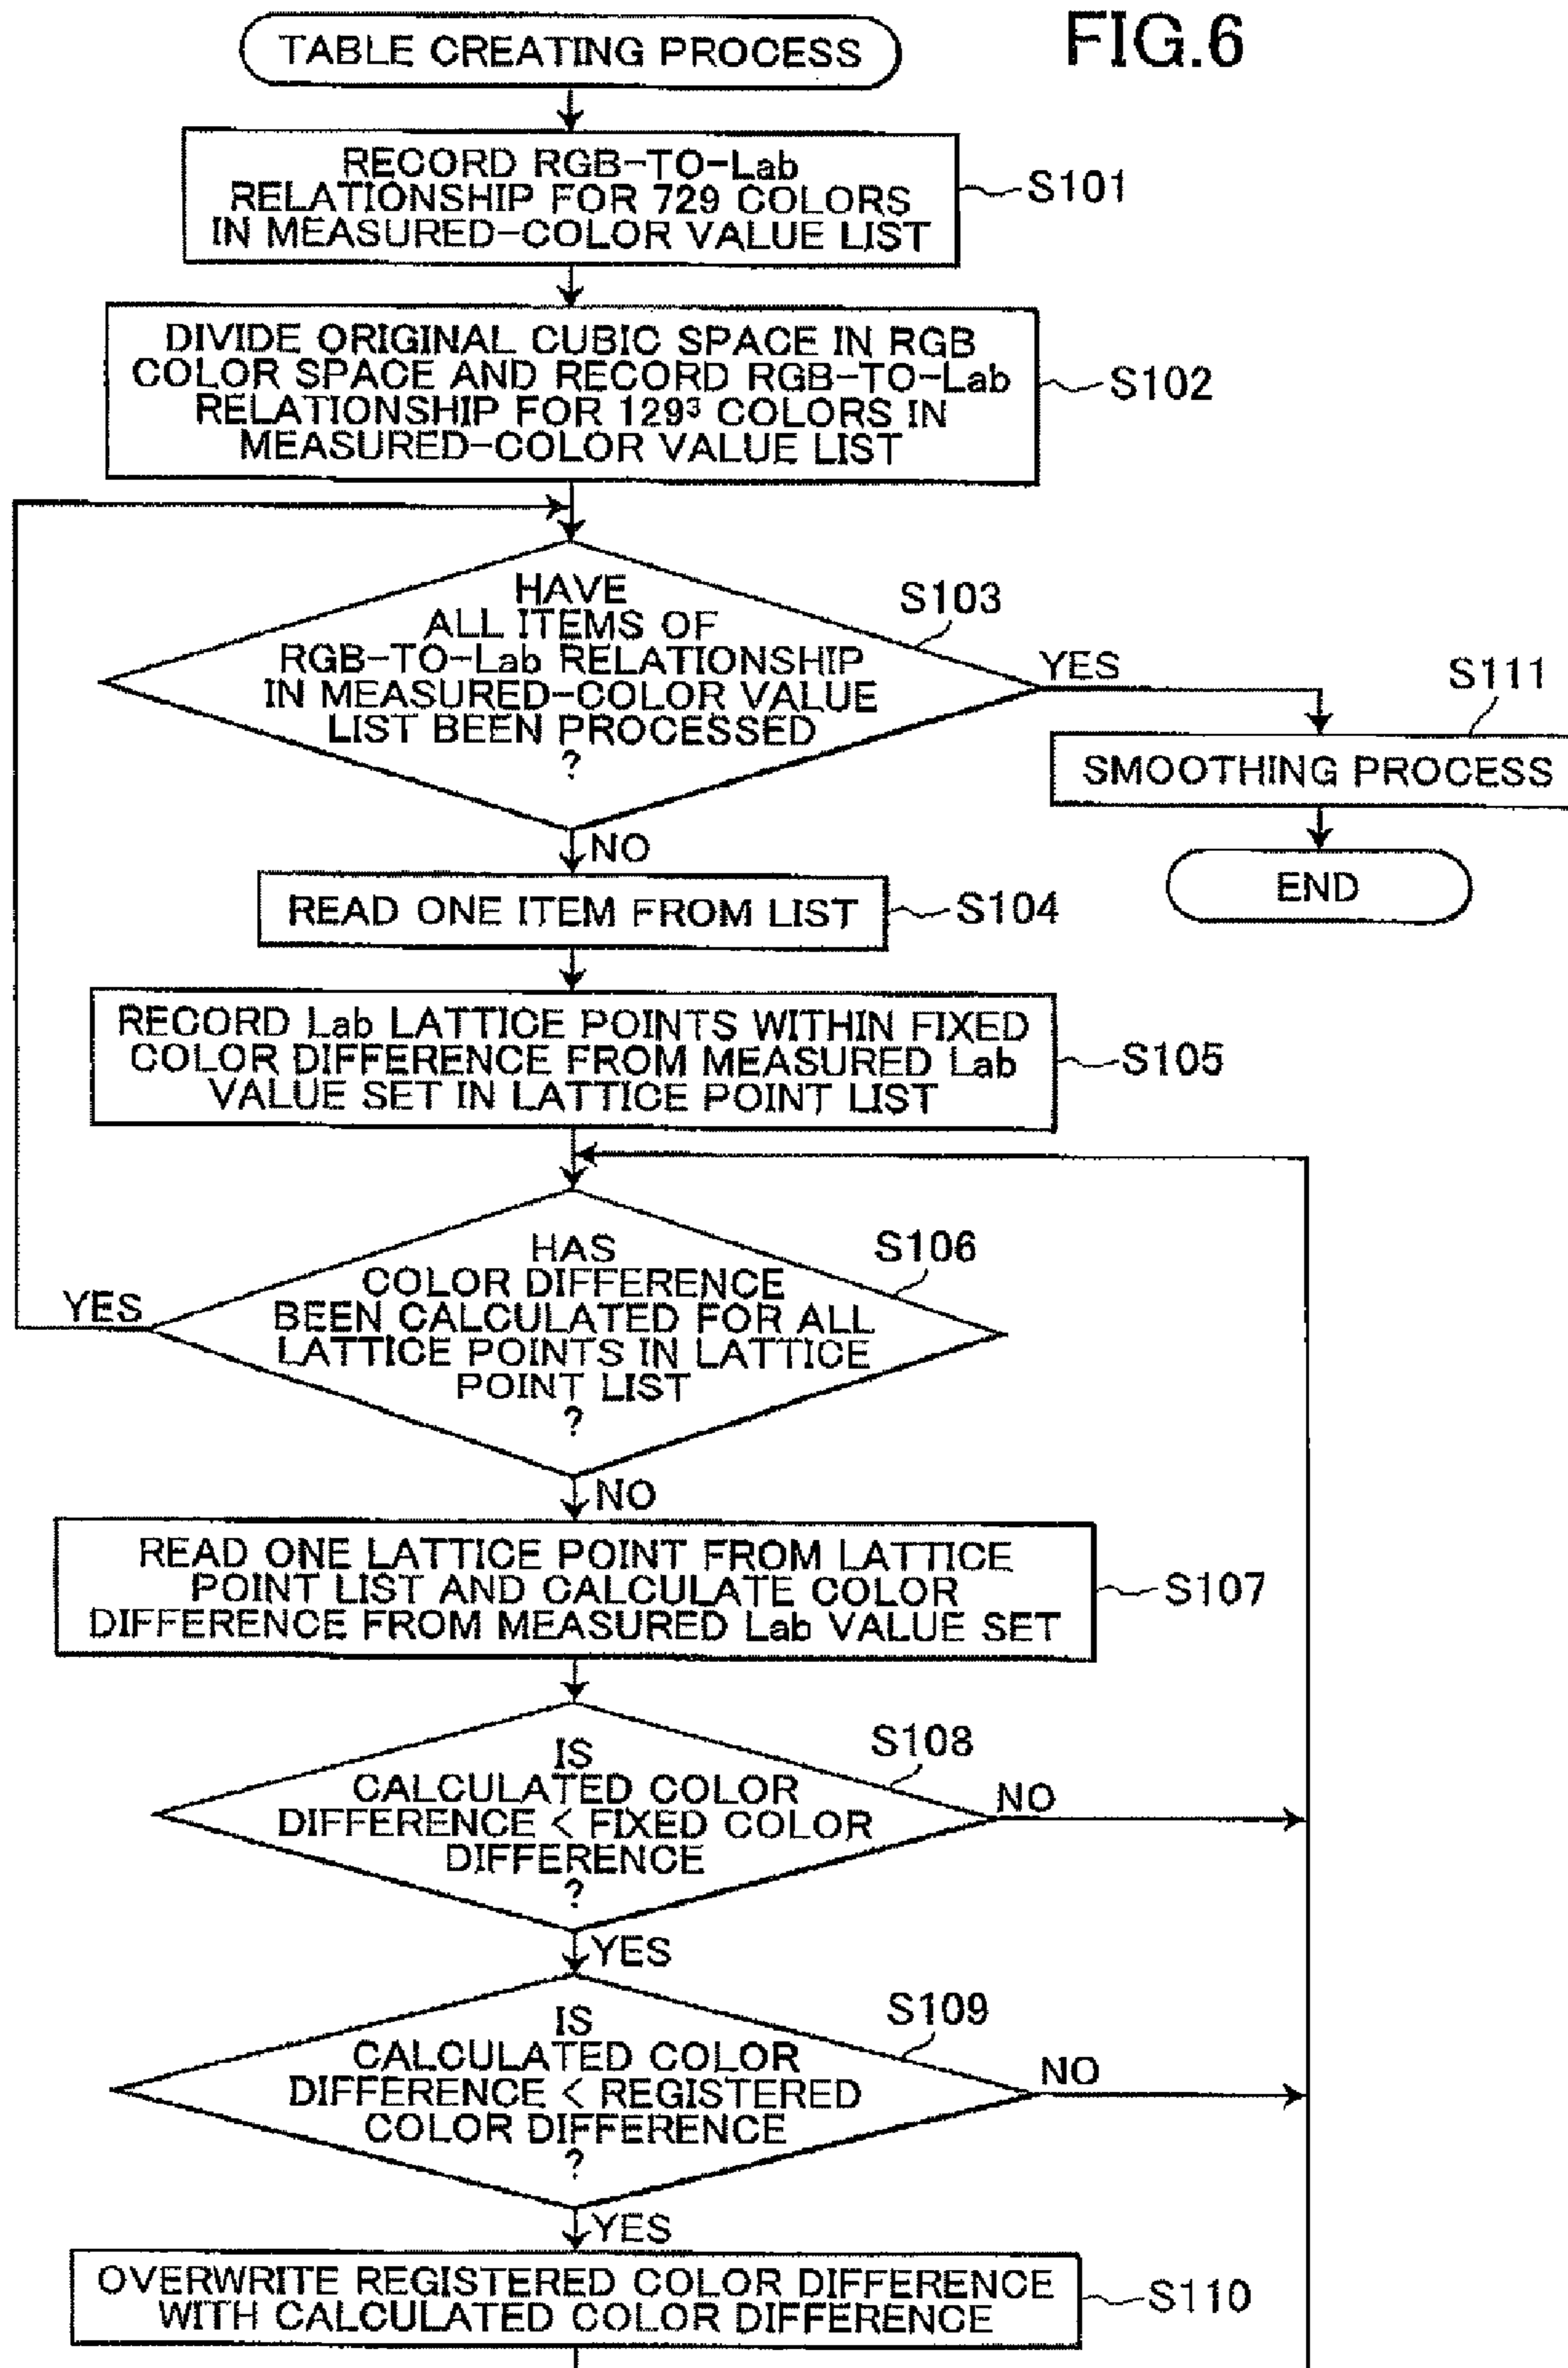 FIG.6
TABLE CREATING PROCESS
RECORD RGB-TO-Lab
RELATIONSHIP FOR 729 COLORS
IN MEASURED-COLOR VALUE LIST
S101
DIVIDE ORIGINAL CUBIC SPACE IN RGB
COLOR SPACE AND RECORD RGB-TO-Lab
RELATIONSHIP FOR 129³ COLORS IN
MEASURED-COLOR VALUE LIST
S102
HAVE
ALL ITEMS OF
RGB-TO-Lab RELATIONSHIP
IN MEASURED-COLOR VALUE
LIST BEEN PROCESSED
?
S103
YES
S111
SMOOTHING PROCESS
END
NO
READ ONE ITEM FROM LIST
S104
RECORD Lab LATTICE POINTS WITHIN FIXED
COLOR DIFFERENCE FROM MEASURED Lab
VALUE SET IN LATTICE POINT LIST
S105
HAS
COLOR DIFFERENCE
BEEN CALCULATED FOR ALL
LATTICE POINTS IN LATTICE
POINT LIST
?
S106
YES
NO
READ ONE LATTICE POINT FROM LATTICE
POINT LIST AND CALCULATE COLOR
DIFFERENCE FROM MEASURED Lab VALUE SET
S107
IS
CALCULATED COLOR
DIFFERENCE < FIXED COLOR
DIFFERENCE
?
S108
NO
YES
IS
CALCULATED COLOR
DIFFERENCE < REGISTERED
COLOR DIFFERENCE
?
S109
NO
YES
OVERWRITE REGISTERED COLOR DIFFERENCE
WITH CALCULATED COLOR DIFFERENCE
S110